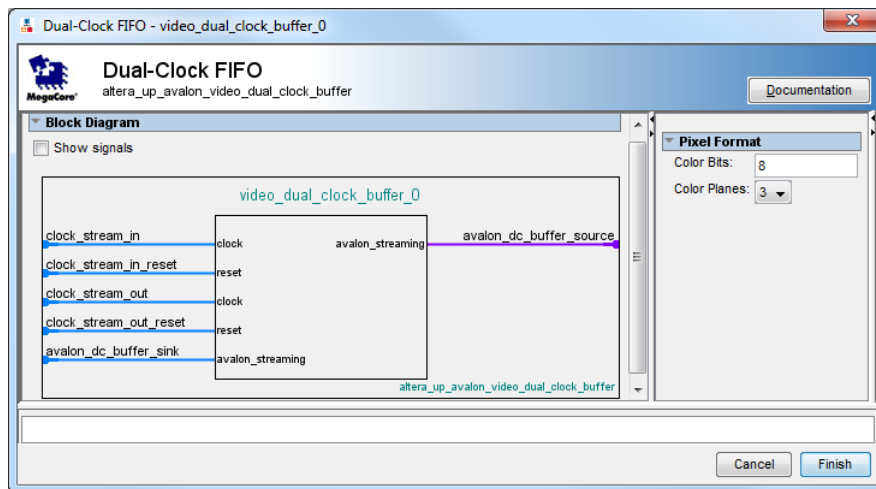 Dual-Clock FIFO - video_dual_clock_buffer_0
MegaCore'
Dual-Clock FIFO
altera_up_avalon_video_dual_clock_buffer
Documentation
Block Diagram
Show signals
video_dual_clock_buffer_0
clock_stream_in
clock
avalon_streaming
avalon_dc_buffer_source
clock_stream_in_reset
reset
clock_stream_out
clock
clock_stream_out_reset
reset
avalon_dc_buffer_sink
avalon_streaming
altera_up_avalon_video_dual_clock_buffer
Pixel Format
Color Bits: 8
Color Planes: 3
Cancel
Finish